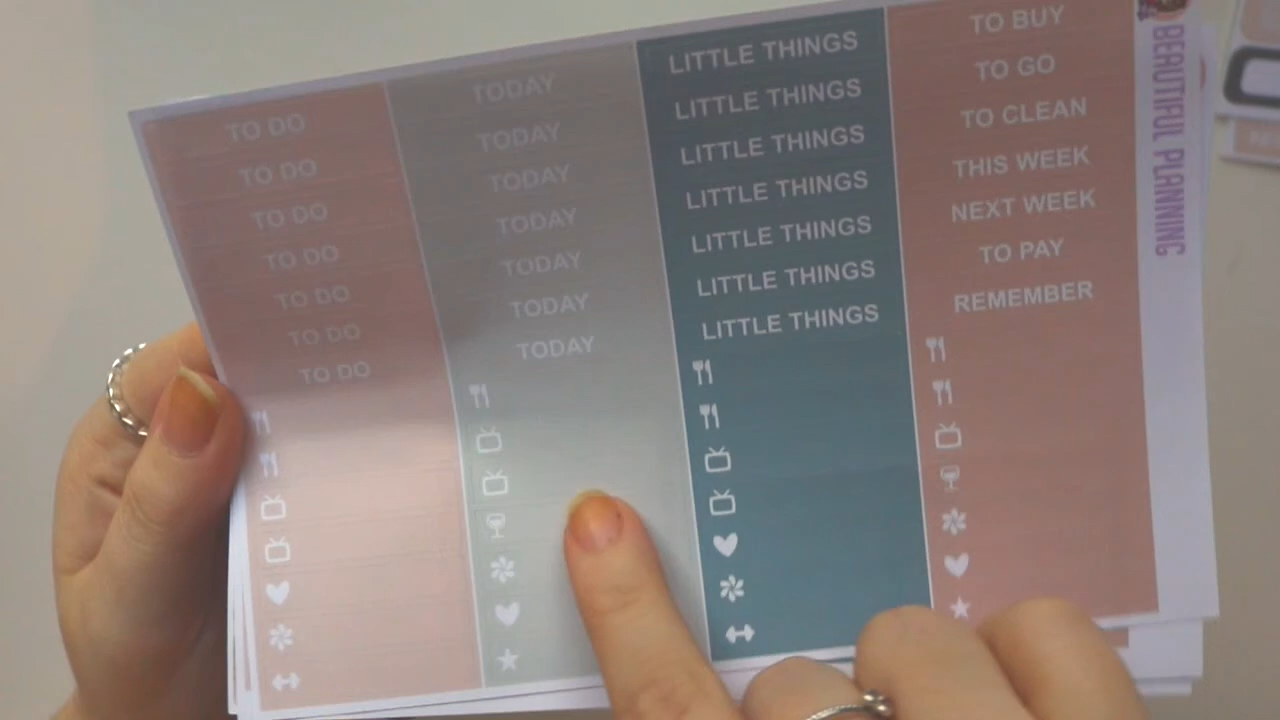 TO DO
TO DO
TO DO
TO DO
TO DO
TO DO
TO DO
TODAY
TODAY
TODAY
TODAY
TODAY
TODAY
TODAY
LITTLE THINGS
LITTLE THINGS
LITTLE THINGS
LITTLE THINGS
LITTLE THINGS
LITTLE THINGS
LITTLE THINGS
TO BUY
TO GO
TO CLEAN
THIS WEEK
NEXT WEEK
TO PAY
REMEMBER
BEAUTIFUL PLANNING